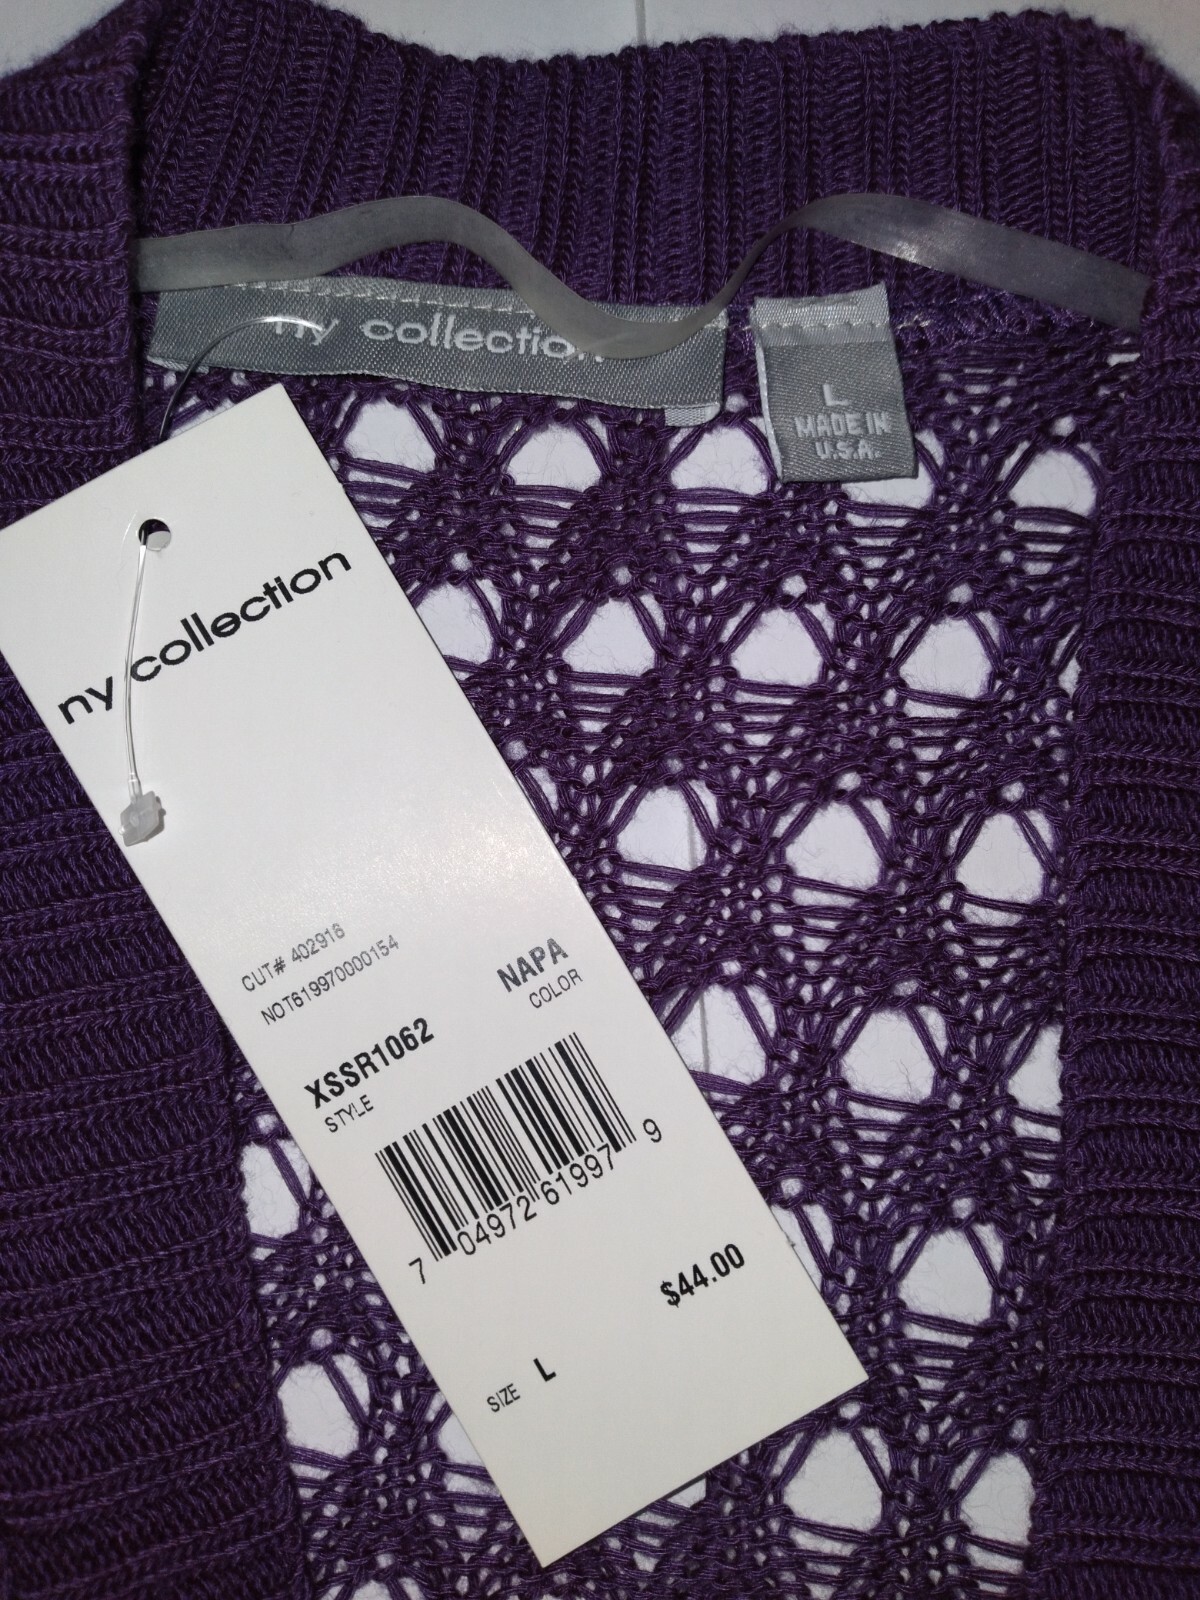 ny collection
L
MADE IN
U.S.A.
ny collection
CUT# 402916
NOT619970000154
NAPA
COLOR
XSSR1062
STYLE
7 04972 61997 9
$44.00
SIZE L